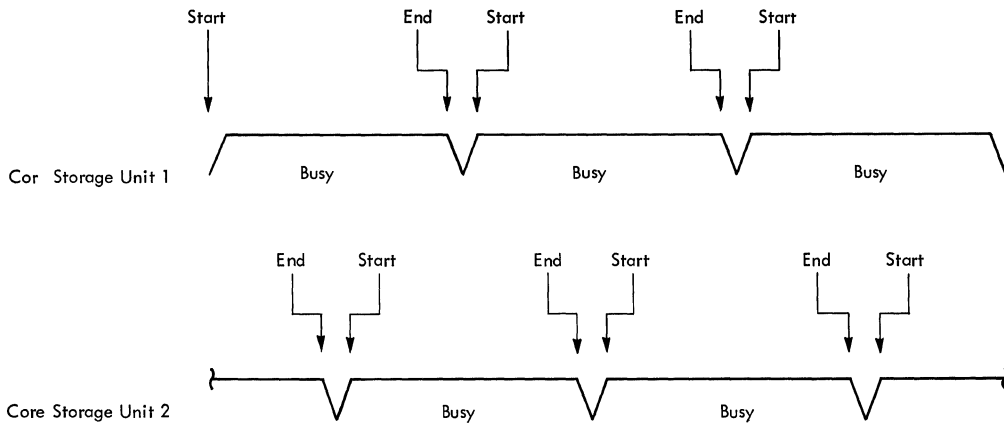 Start End Start End Start
Cor Storage Unit 1 Busy Busy Busy
End Start End Start End Start
Core Storage Unit 2 Busy Busy